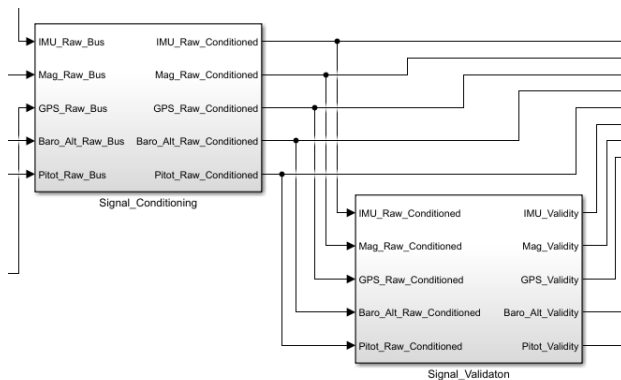 IMU_Raw_Bus IMU_Raw_Conditioned
Mag_Raw_Bus Mag_Raw_Conditioned
GPS_Raw_Bus GPS_Raw_Conditioned
Baro_Alt_Raw_Bus Baro_Alt_Raw_Conditioned
Pitot_Raw_Bus Pitot_Raw_Conditioned
Signal_Conditioning
IMU_Raw_Conditioned IMU_Validity
Mag_Raw_Conditioned Mag_Validity
GPS_Raw_Conditioned GPS_Validity
Baro_Alt_Raw_Conditioned Baro_Alt_Validity
Pitot_Raw_Conditioned Pitot_Validity
Signal_Validaton